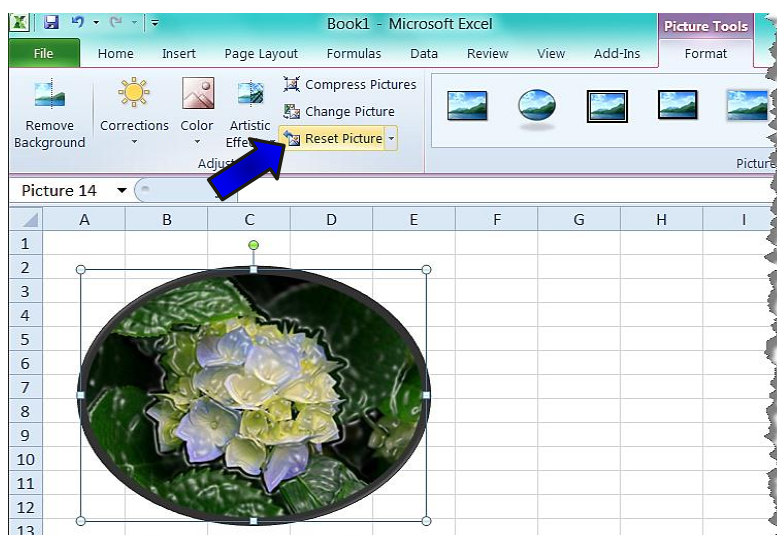 Book1 - Microsoft Excel
Picture Tools
File Home Insert Page Layout Formulas Data Review View Add-Ins Format
Compress Pictures
Change Picture
Remove Background
Corrections
Color
Artistic
Reset Picture
Picture 14
A B C D E F G H I
1
2
3
4
5
6
7
8
9
10
11
12
13